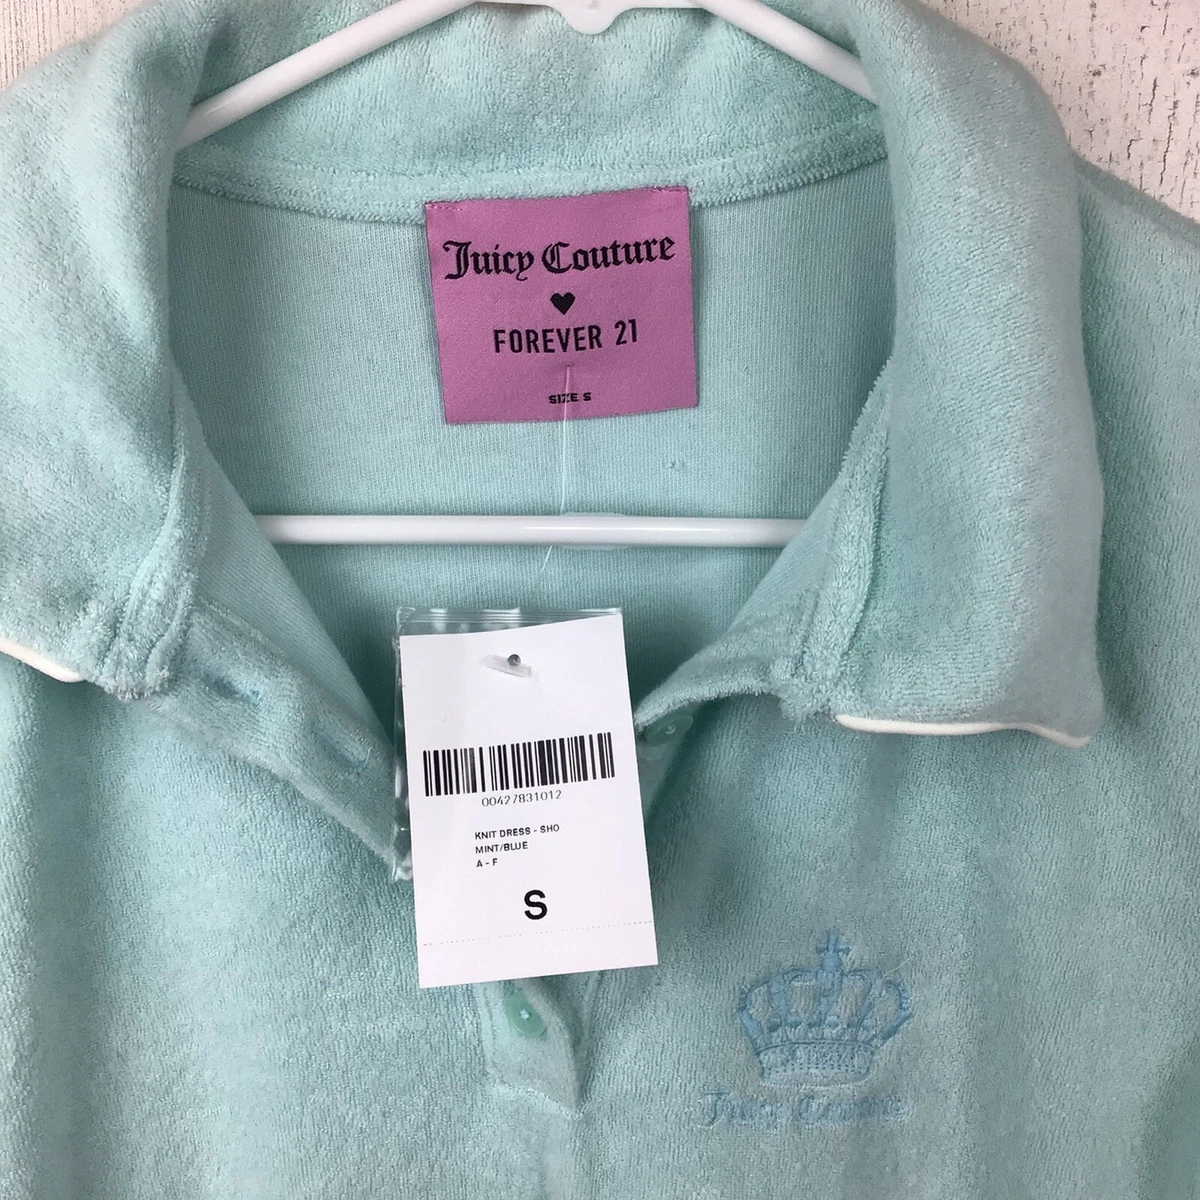 Juicy Couture
♥
FOREVER 21
SIZE S
00427831012
KNIT DRESS - SHO
MINT/BLUE
A - F
S
Juicy Couture